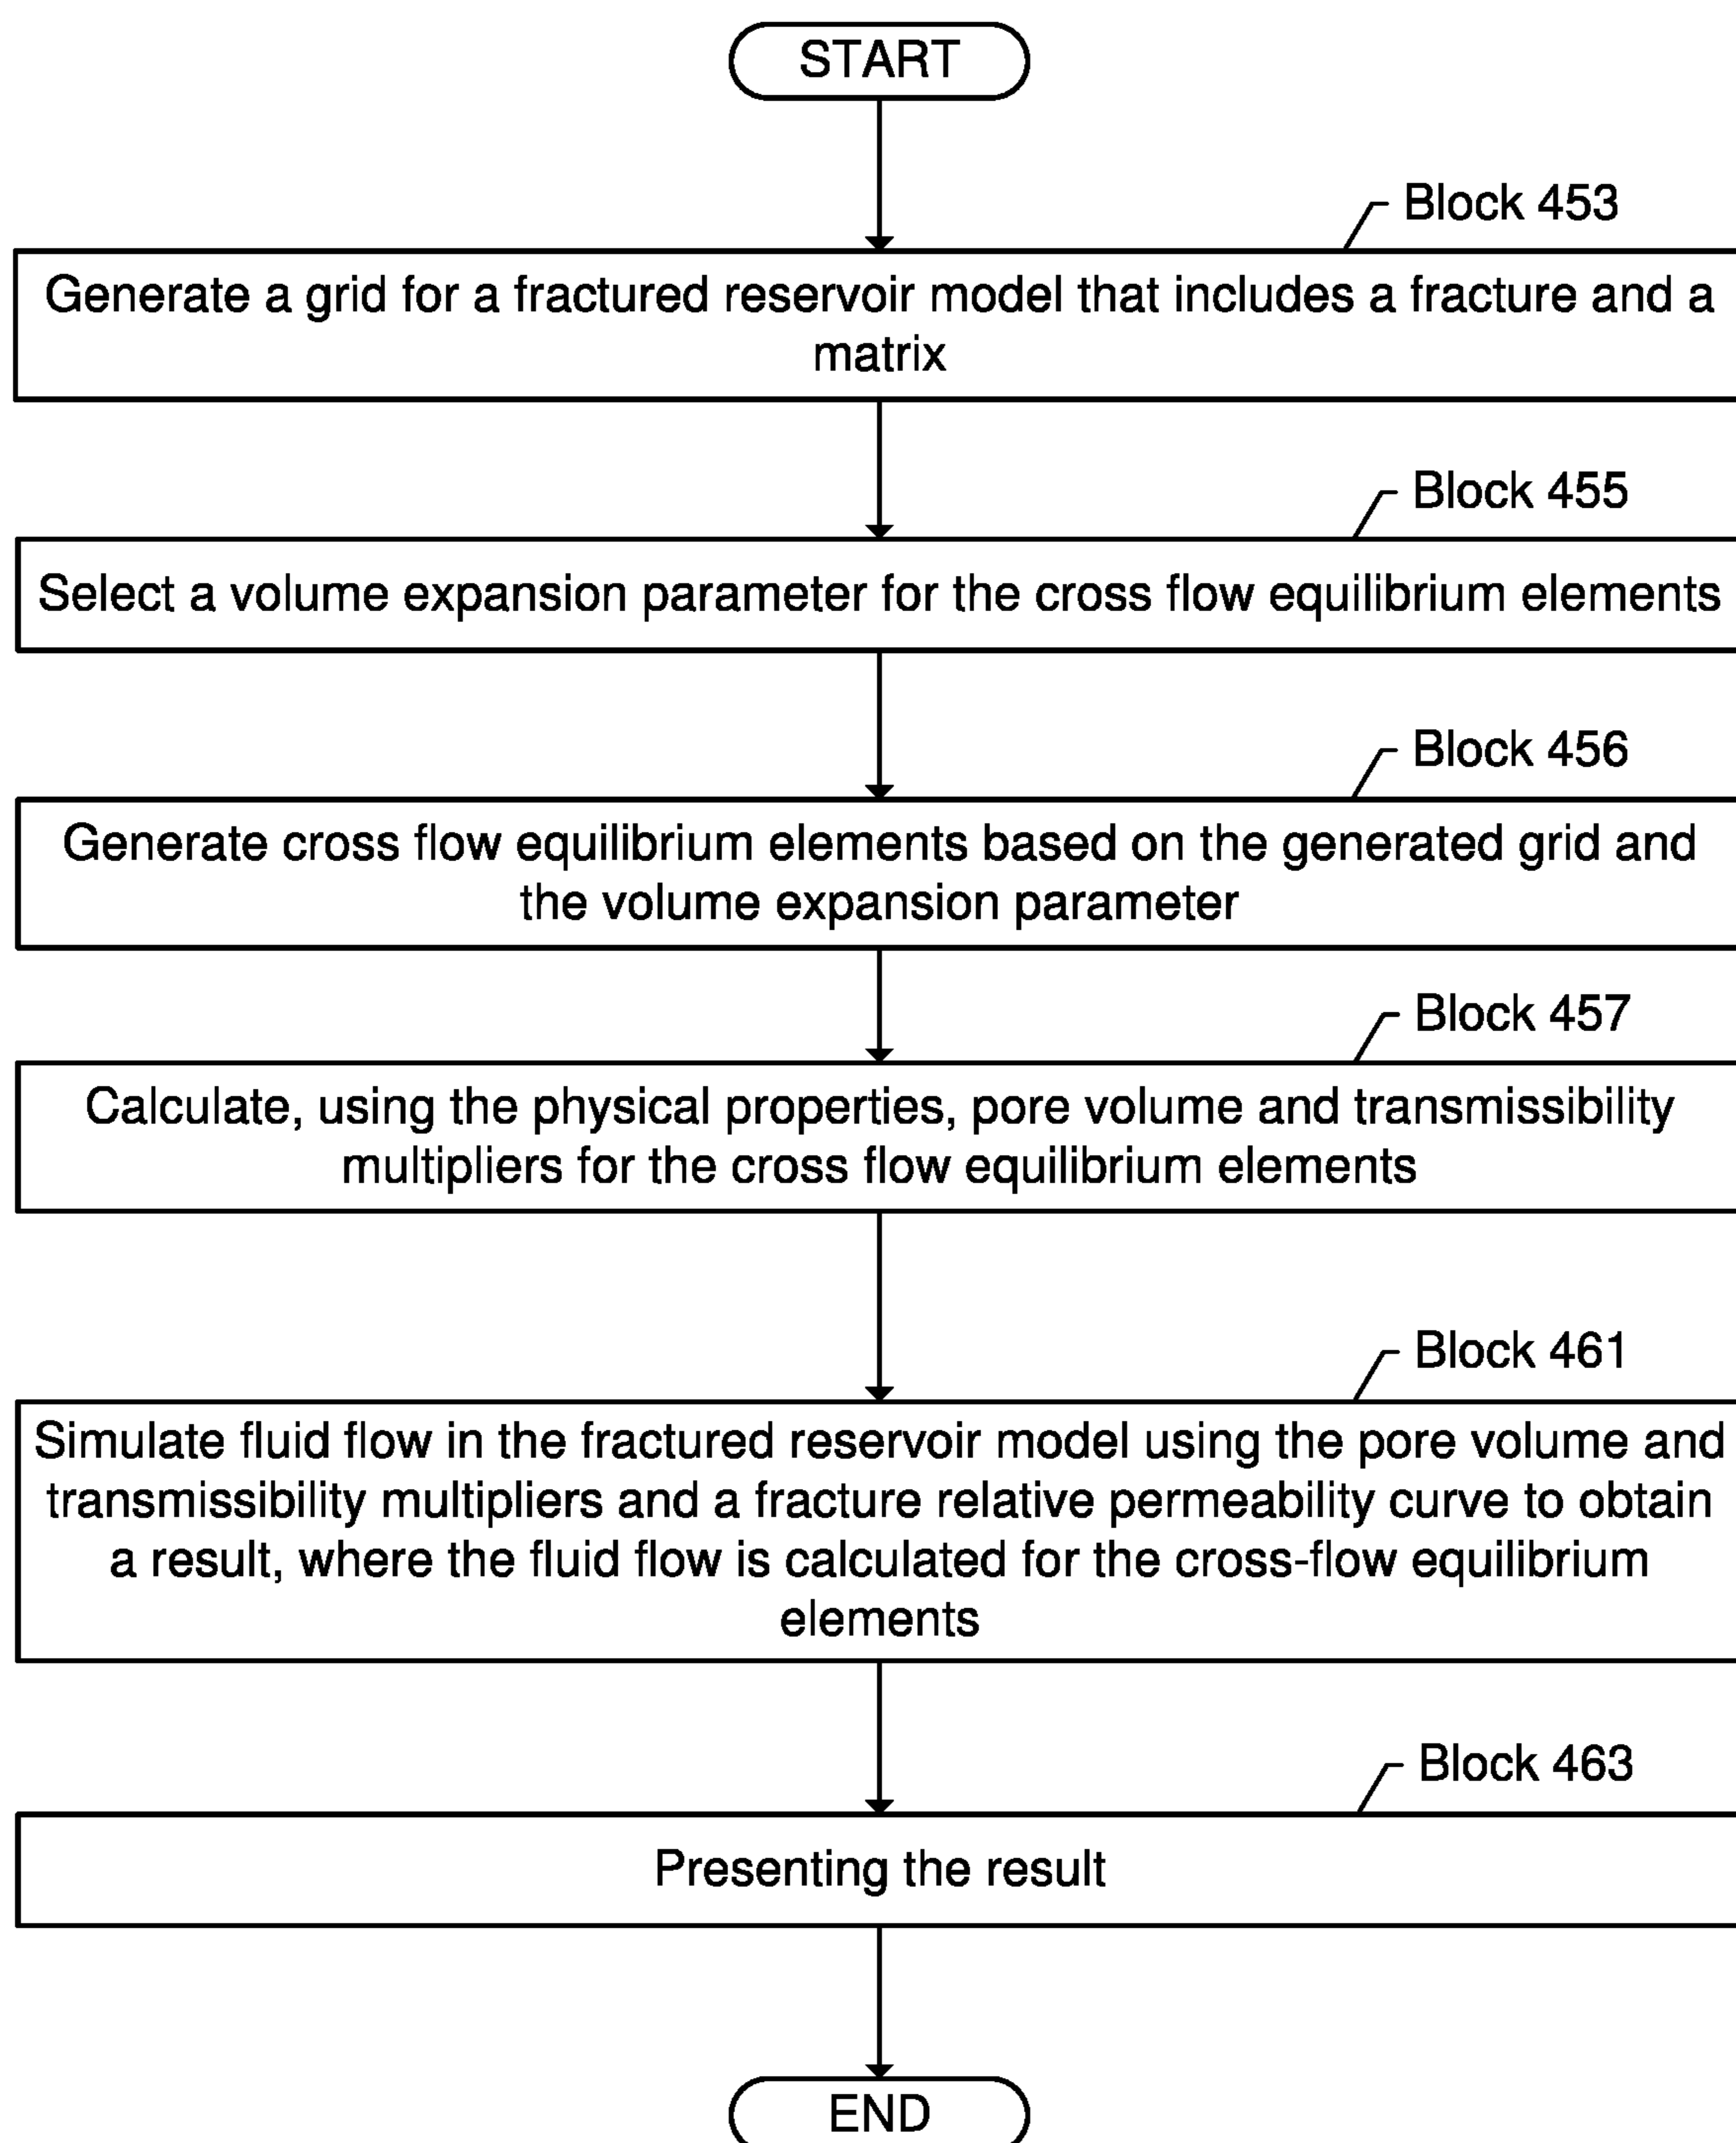 START
Block 453
Generate a grid for a fractured reservoir model that includes a fracture and a
matrix
Block 455
Select a volume expansion parameter for the cross flow equilibrium elements
Block 456
Generate cross flow equilibrium elements based on the generated grid and
the volume expansion parameter
Block 457
Calculate, using the physical properties, pore volume and transmissibility
multipliers for the cross flow equilibrium elements
Block 461
Simulate fluid flow in the fractured reservoir model using the pore volume and
transmissibility multipliers and a fracture relative permeability curve to obtain
a result, where the fluid flow is calculated for the cross-flow equilibrium
elements
Block 463
Presenting the result
END